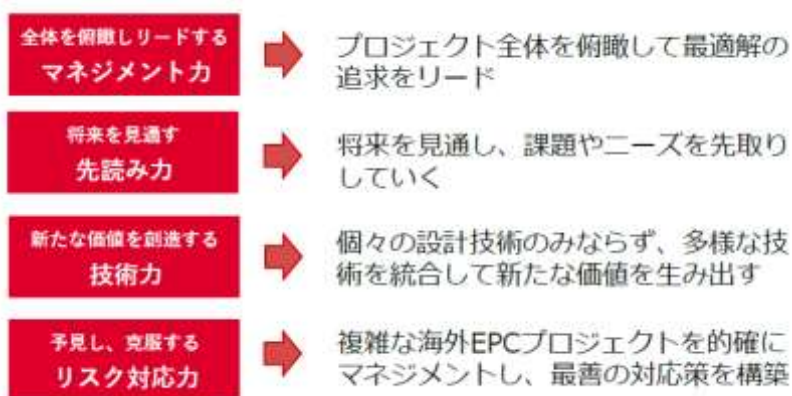 全体を俯瞰しリードする
マネジメント力
プロジェクト全体を俯瞰して最適解の
追求をリード
将来を見通す
先読み力
将来を見通し、課題やニーズを先取り
していく
新たな価値を創造する
技術力
個々の設計技術のみならず、多様な技
術を統合して新たな価値を生み出す
予見し、克服する
リスク対応力
複雑な海外EPCプロジェクトを的確に
マネジメントし、最善の対応策を構築